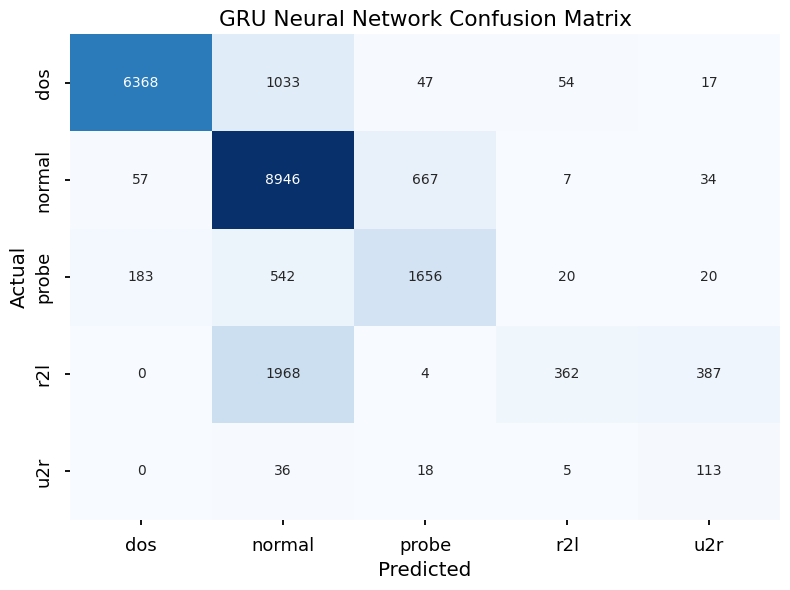 GRU Neural Network Confusion Matrix
Actual
dos 6368 1033 47 54 17
normal 57 8946 667 7 34
probe 183 542 1656 20 20
r2l 0 1968 4 362 387
u2r 0 36 18 5 113
dos normal probe r2l u2r
Predicted